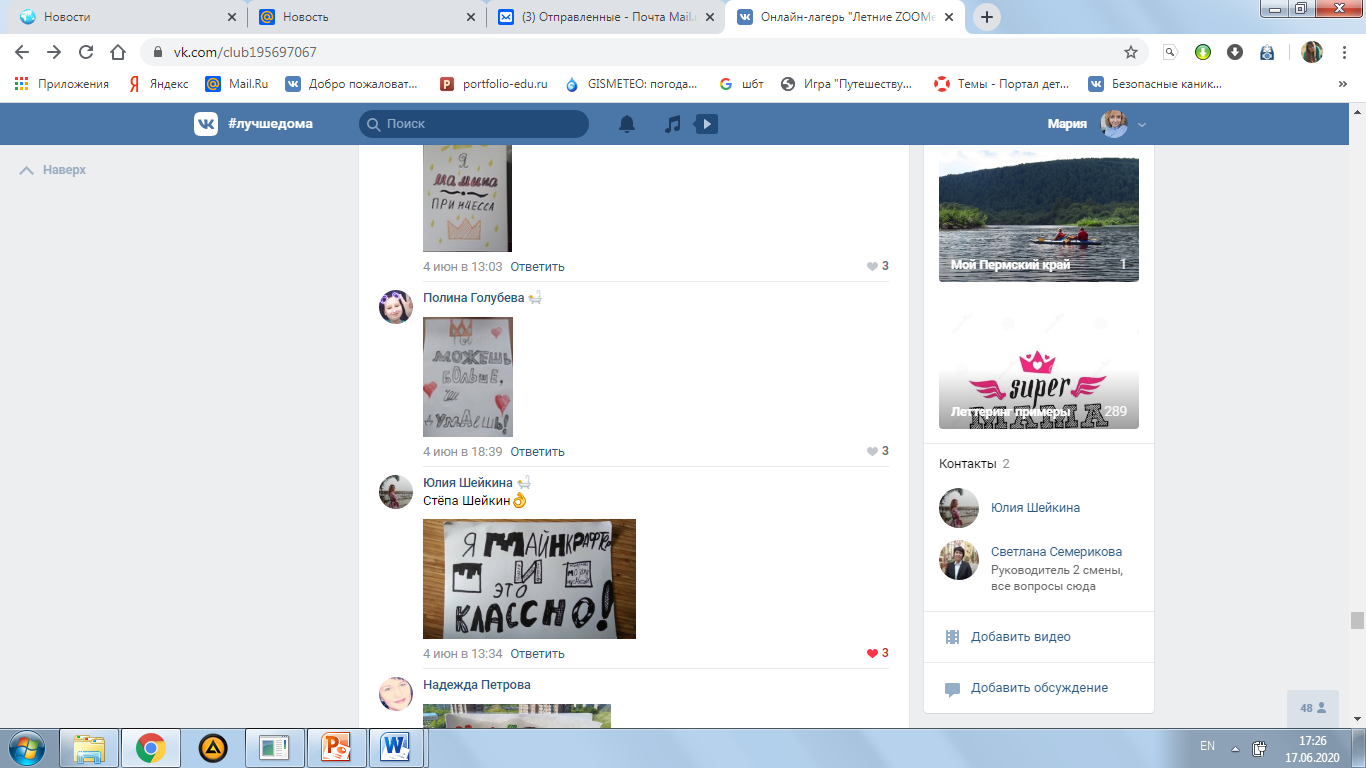 Новости
Новость
(3) Отправленные - Почта Mail.
Онлайн-лагерь "Летние ZOOM
vk.com/club195697067
Приложения
Яндекс
Mail.Ru
Добро пожаловат...
portfolio-edu.ru
GISMETEO: погода...
шбт
Игра "Путешеству...
Темы - Портал дет...
Безопасные каник...
#лучшедома
Поиск
Мария
Наверх
Я
мамина
ПРИНЦЕССА
4 июн в 13:03 Ответить
3
Полина Голубева
ТЫ
МОЖЕШЬ
БОЛЬШЕ,
ЧЕМ
ДУМАЕШЬ!
4 июн в 18:39 Ответить
3
Юлия Шейкина
Стёпа Шейкин👌
Я МАЙНКРАФТЕР
И
ЭТО
КЛАССНО!
4 июн в 13:34 Ответить
3
Надежда Петрова
Мой Пермский край 1
super
МАМА
Леттеринг примеры 289
Контакты 2
Юлия Шейкина
Светлана Семерикова
Руководитель 2 смены,
все вопросы сюда
Добавить видео
Добавить обсуждение
48
EN
17:26
17.06.2020